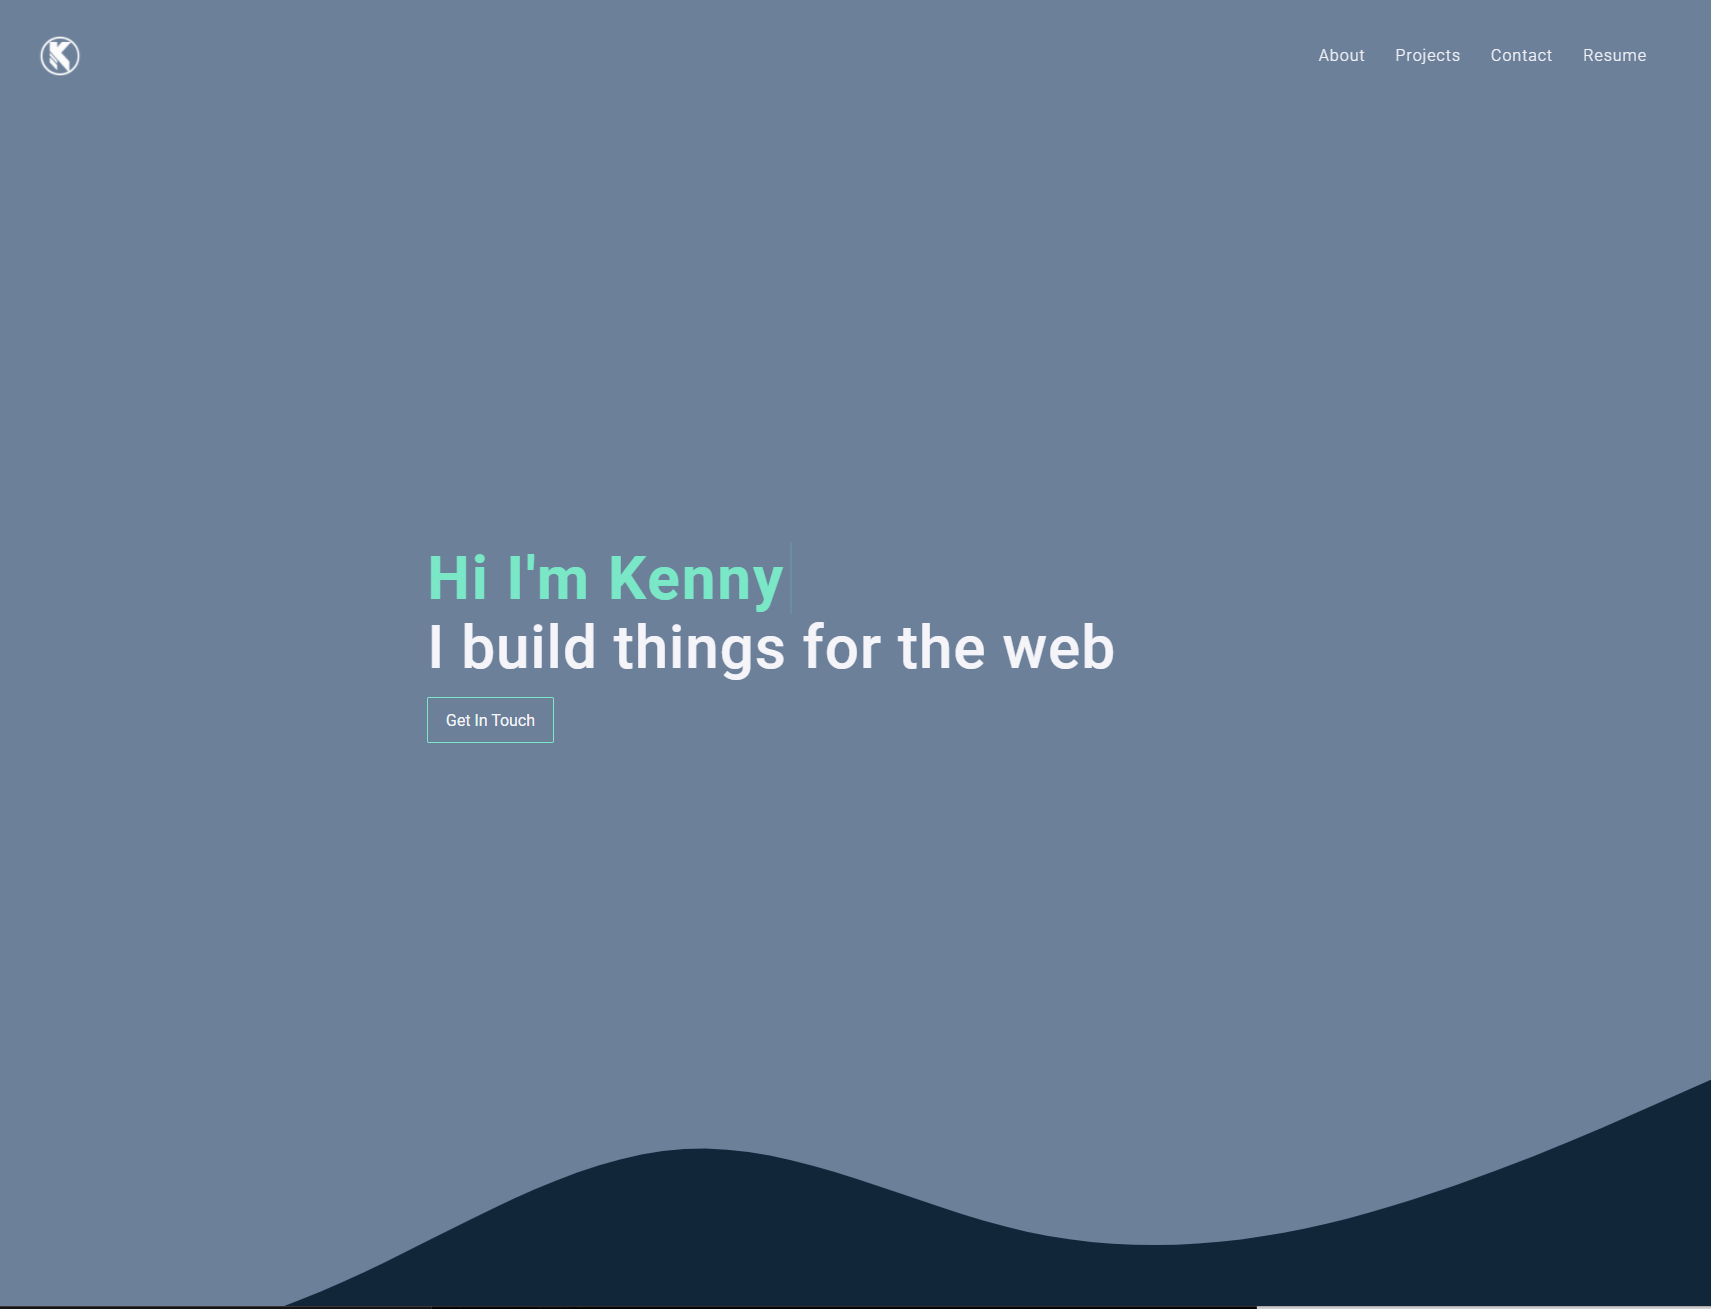 K
About Projects Contact Resume
Hi I'm Kenny
I build things for the web
Get In Touch